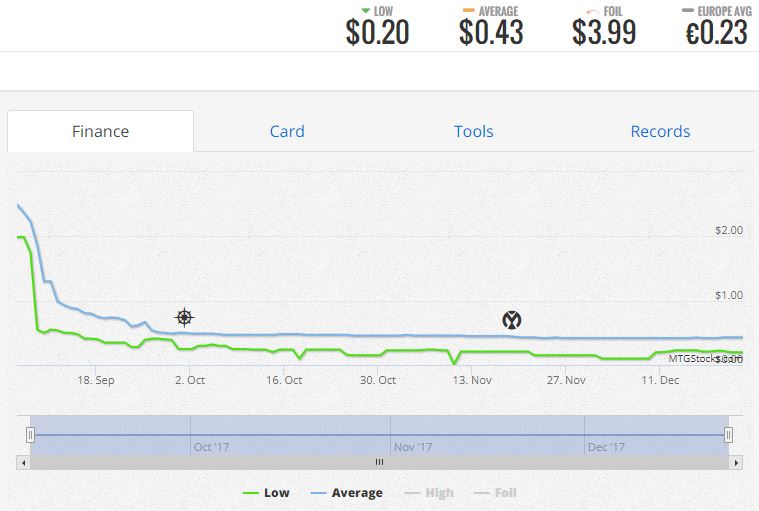 LOW AVERAGE FOIL EUROPE AVG
$0.20 $0.43 $3.99 €0.23
Finance Card Tools Records
$2.00
$1.00
MTGStocks.com
18. Sep 2. Oct 16. Oct 30. Oct 13. Nov 27. Nov 11. Dec
Oct '17 Nov '17 Dec '17
Low Average High Foil